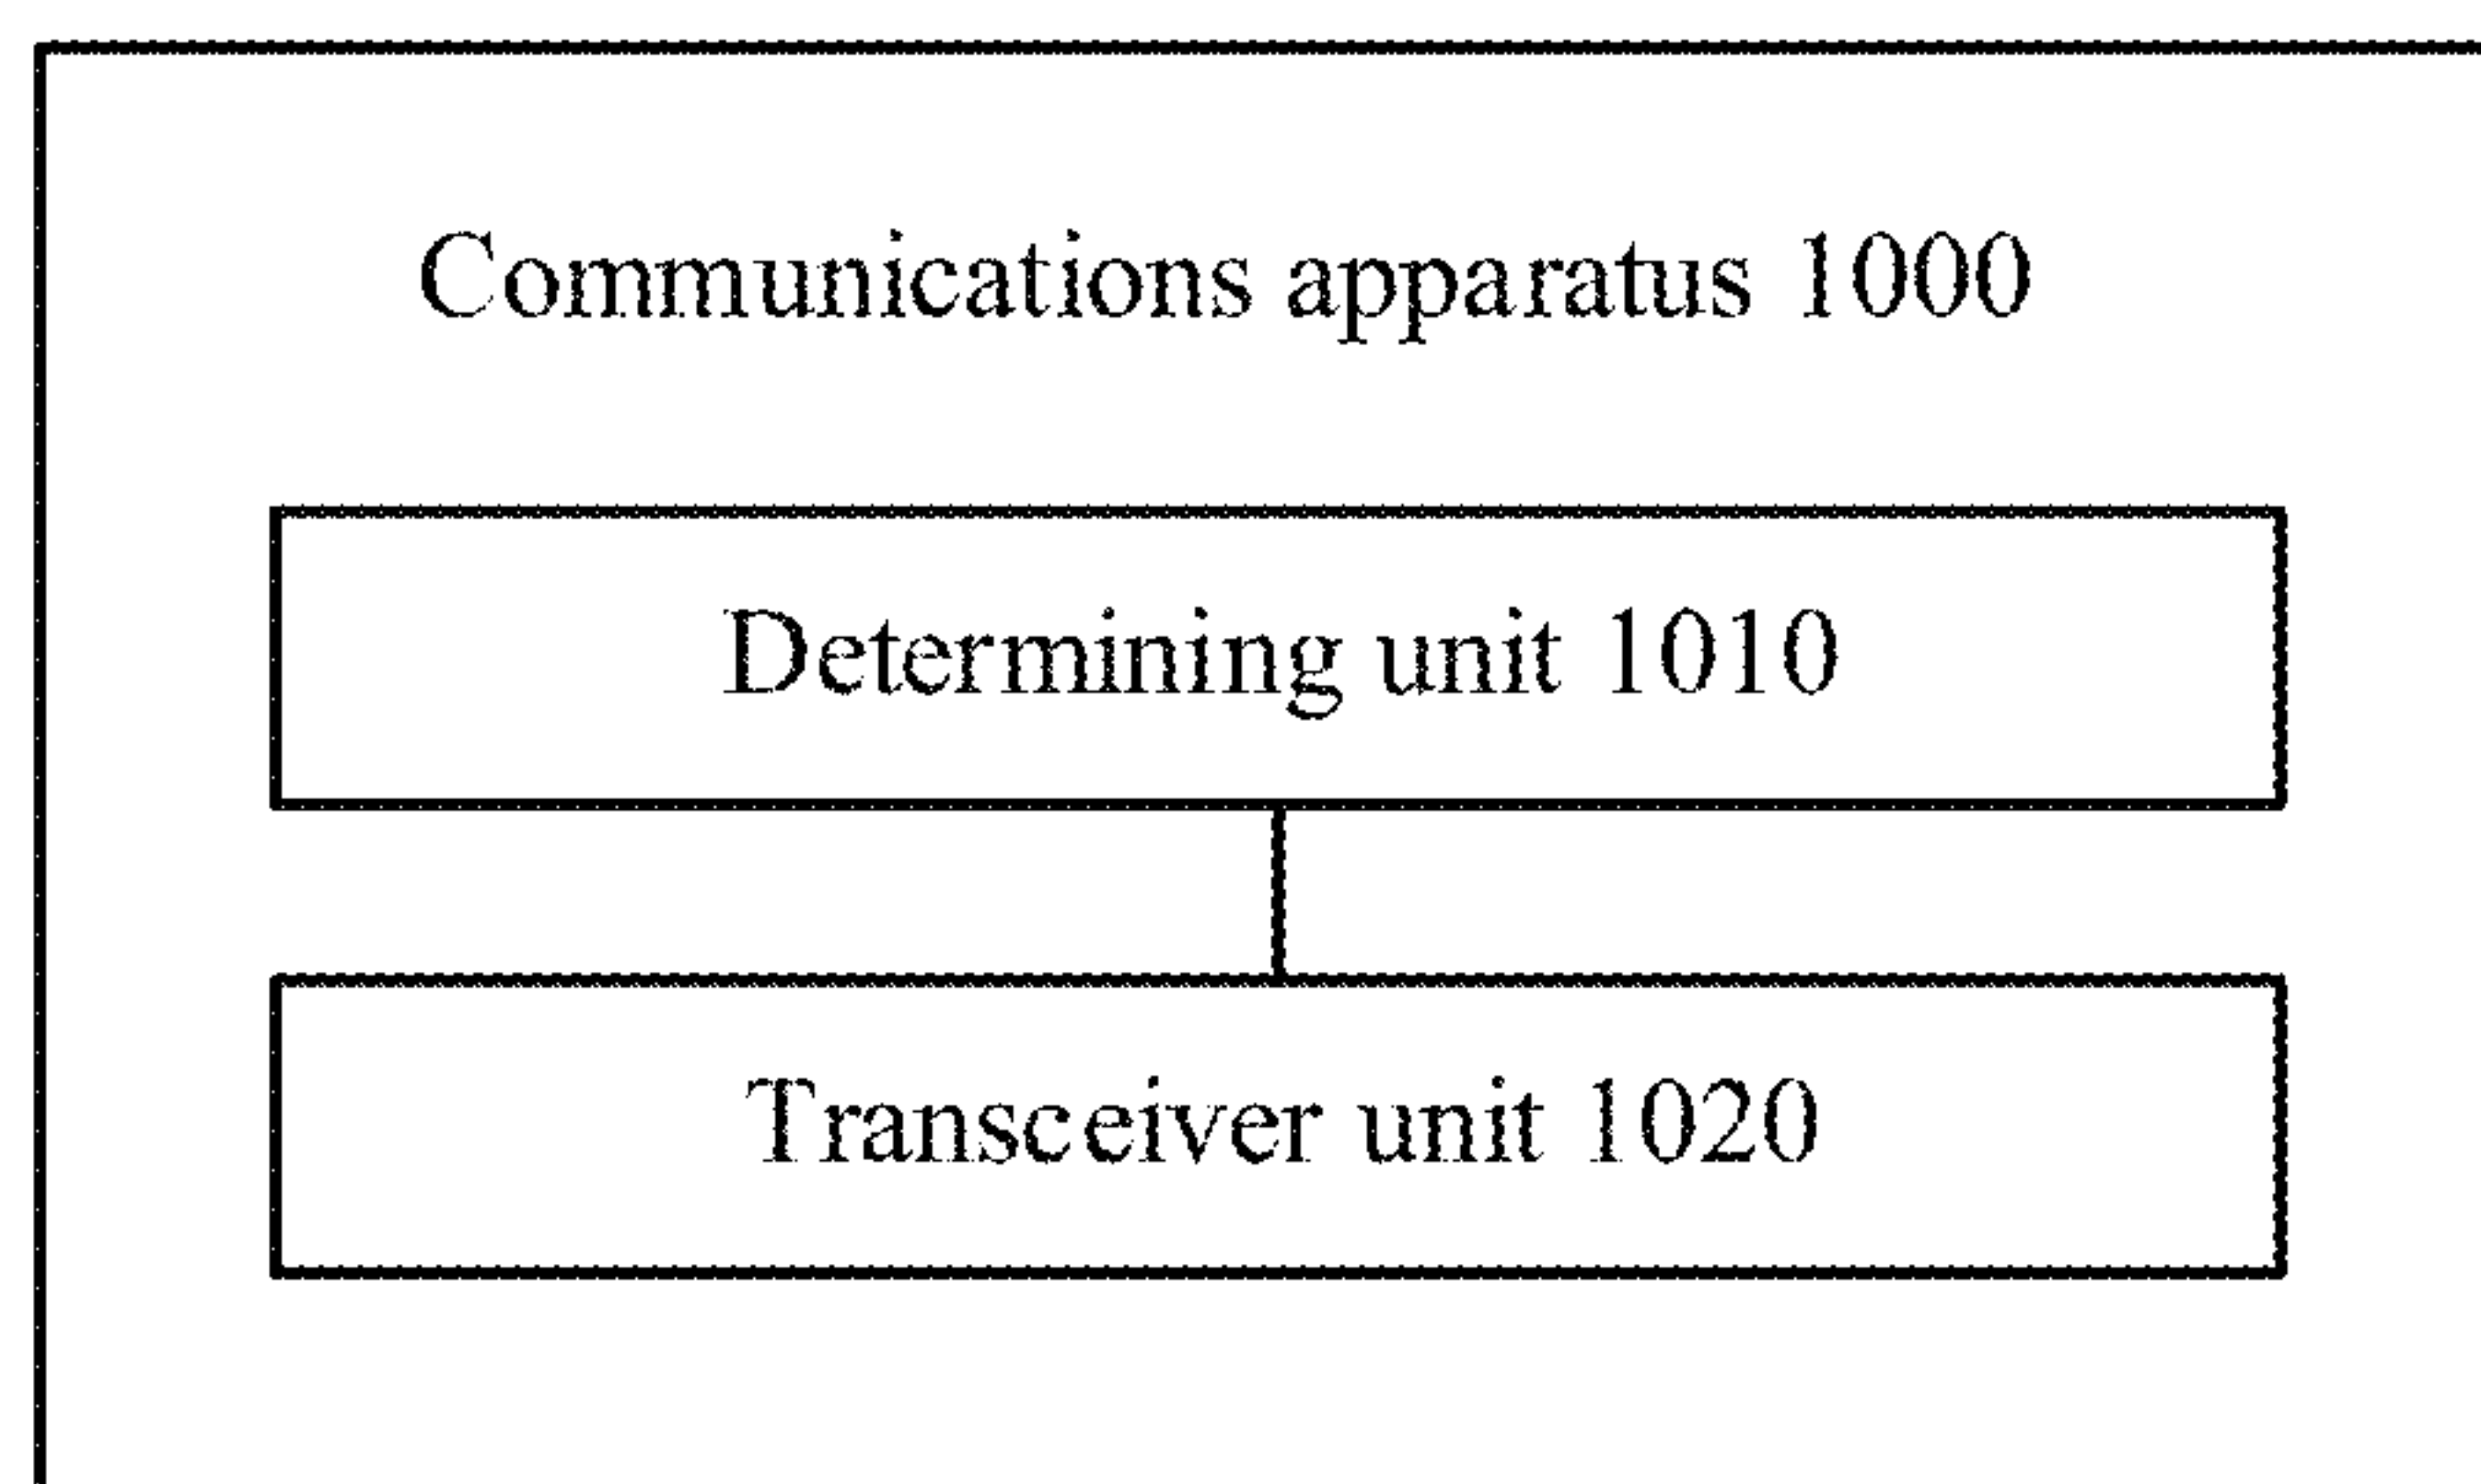 Communications apparatus 1000
Determining unit 1010
Transceiver unit 1020